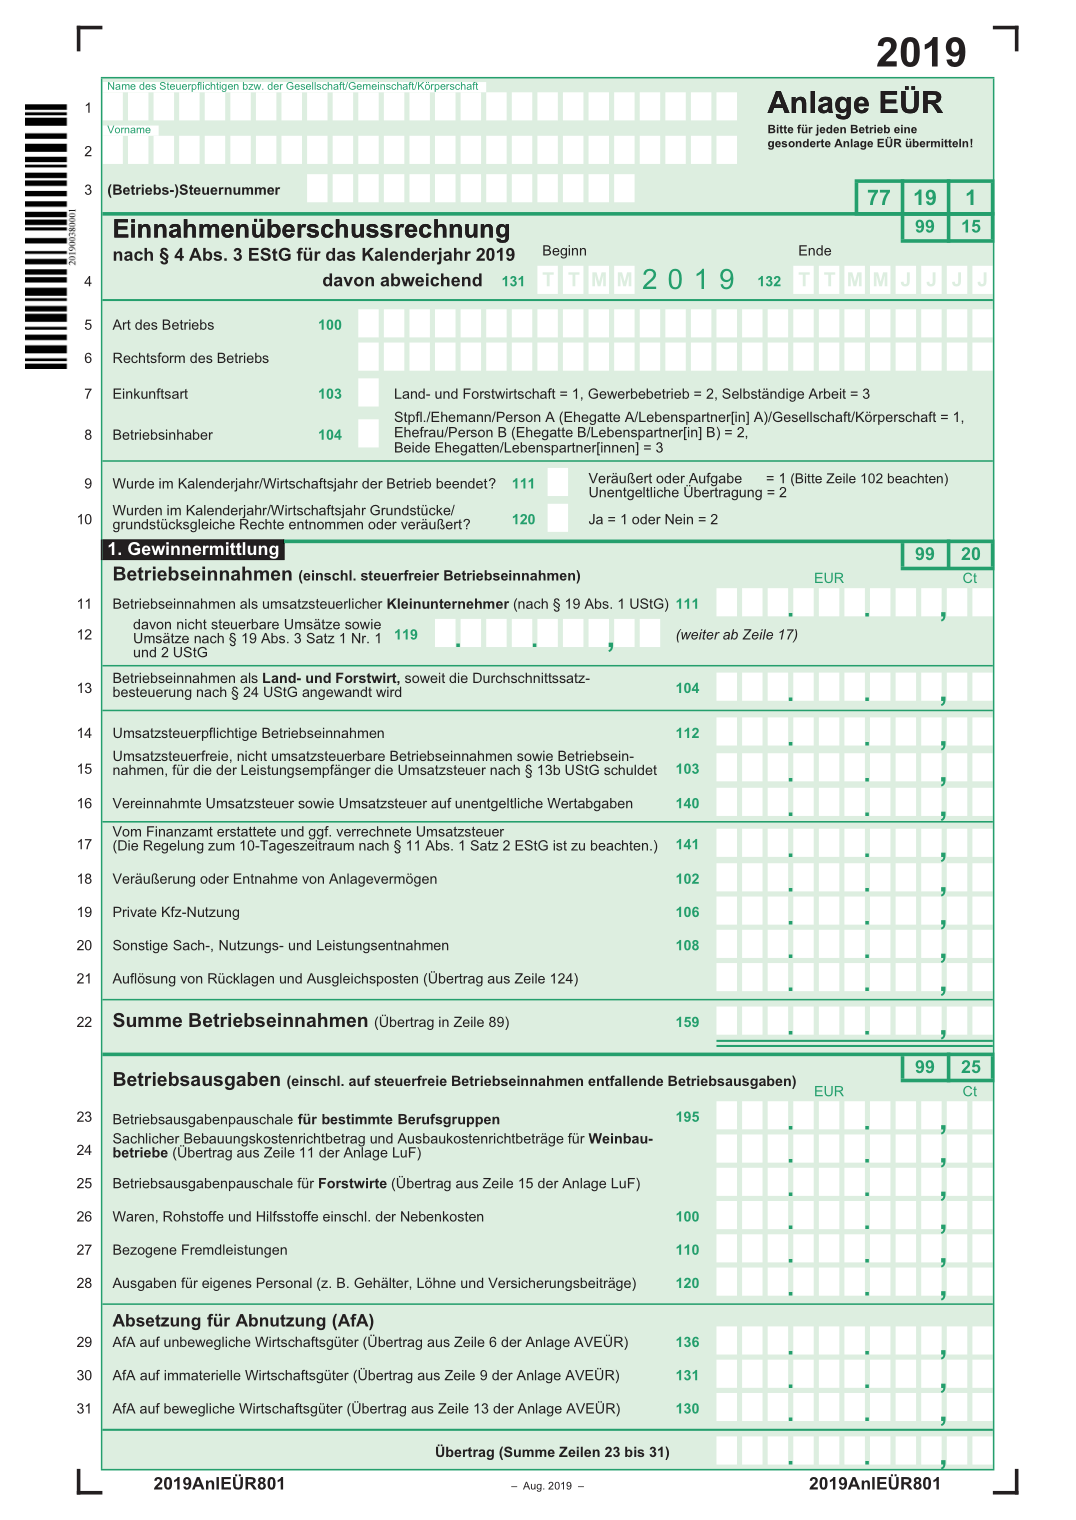 2019
Name des Steuerpflichtigen bzw. der Gesellschaft/Gemeinschaft/Körperschaft
1
Anlage EÜR
Vorname
Bitte für jeden Betrieb eine
gesonderte Anlage EÜR übermitteln!
2
3 (Betriebs-)Steuernummer
77 19 1
201900380001
Einnahmenüberschussrechnung
99 15
nach § 4 Abs. 3 EStG für das Kalenderjahr 2019
Beginn Ende
4 davon abweichend 131 T T M M 2 0 1 9 132 T T M M J J J J
5 Art des Betriebs 100
6 Rechtsform des Betriebs
7 Einkunftsart 103 Land- und Forstwirtschaft = 1, Gewerbebetrieb = 2, Selbständige Arbeit = 3
Stpfl./Ehemann/Person A (Ehegatte A/Lebenspartner[in] A)/Gesellschaft/Körperschaft = 1,
8 Betriebsinhaber 104 Efrau/Person B (Ehegatte B/Lebenspartner[in] B) = 2,
Beide Ehegatten/Lebenspartner[innen] = 3
9 Wurde im Kalenderjahr/Wirtschaftsjahr der Betrieb beendet? 111 Veräußert oder Aufgabe = 1 (Bitte Zeile 102 beachten)
Unentgeltliche Übertragung = 2
Wurden im Kalenderjahr/Wirtschaftsjahr Grundstücke/
10 grundstücksgleiche Rechte entnommen oder veräußert? 120 Ja = 1 oder Nein = 2
1. Gewinnermittlung
99 20
Betriebseinnahmen (einschl. steuerfreier Betriebseinnahmen) EUR Ct
11 Betriebseinnahmen als umsatzsteuerlicher Kleinunternehmer (nach § 19 Abs. 1 UStG) 111 . . ,
davon nicht steuerbare Umsätze sowie
12 Umsätze nach § 19 Abs. 3 Satz 1 Nr. 1 119 . . , (weiter ab Zeile 17)
und 2 UStG
Betriebseinnahmen als Land- und Forstwirt, soweit die Durchschnittssatz-
13 besteuerung nach § 24 UStG angewandt wird 104 . . ,
14 Umsatzsteuerpflichtige Betriebseinnahmen 112 . . ,
Umsatzsteuerfreie, nicht umsatzsteuerbare Betriebseinnahmen sowie Betriebsein-
15 nahmen, für die der Leistungsempfänger die Umsatzsteuer nach § 13b UStG schuldet 103 . . ,
16 Vereinnahmte Umsatzsteuer sowie Umsatzsteuer auf unentgeltliche Wertabgaben 140 . . ,
Vom Finanzamt erstattete und ggf. verrechnete Umsatzsteuer
17 (Die Regelung zum 10-Tageszeitraum nach § 11 Abs. 1 Satz 2 EStG ist zu beachten.) 141 . . ,
18 Veräußerung oder Entnahme von Anlagevermögen 102 . . ,
19 Private Kfz-Nutzung 106 . . ,
20 Sonstige Sach-, Nutzungs- und Leistungsentnahmen 108 . . ,
21 Auflösung von Rücklagen und Ausgleichsposten (Übertrag aus Zeile 124) . . ,
22 Summe Betriebseinnahmen (Übertrag in Zeile 89) 159 . . ,
99 25
Betriebsausgaben (einschl. auf steuerfreie Betriebseinnahmen entfallende Betriebsausgaben)
EUR Ct
23 Betriebsausgabenpauschale für bestimmte Berufsgruppen 195 . . ,
Sachlicher Bebauungskostenrichtbetrag und Ausbaukostenrichtbeträge für Weinbau-
24 betriebe (Übertrag aus Zeile 11 der Anlage LuF) . . ,
25 Betriebsausgabenpauschale für Forstwirte (Übertrag aus Zeile 15 der Anlage LuF) . . ,
26 Waren, Rohstoffe und Hilfsstoffe einschl. der Nebenkosten 100 . . ,
27 Bezogene Fremdleistungen 110 . . ,
28 Ausgaben für eigenes Personal (z. B. Gehälter, Löhne und Versicherungsbeiträge) 120 . . ,
Absetzung für Abnutzung (AfA)
29 AfA auf unbewegliche Wirtschaftsgüter (Übertrag aus Zeile 6 der Anlage AVEÜR) 136 . . ,
30 AfA auf immaterielle Wirtschaftsgüter (Übertrag aus Zeile 9 der Anlage AVEÜR) 131 . . ,
31 AfA auf bewegliche Wirtschaftsgüter (Übertrag aus Zeile 13 der Anlage AVEÜR) 130 . . ,
Übertrag (Summe Zeilen 23 bis 31) . . ,
2019AnlEÜR801 – Aug. 2019 – 2019AnlEÜR801